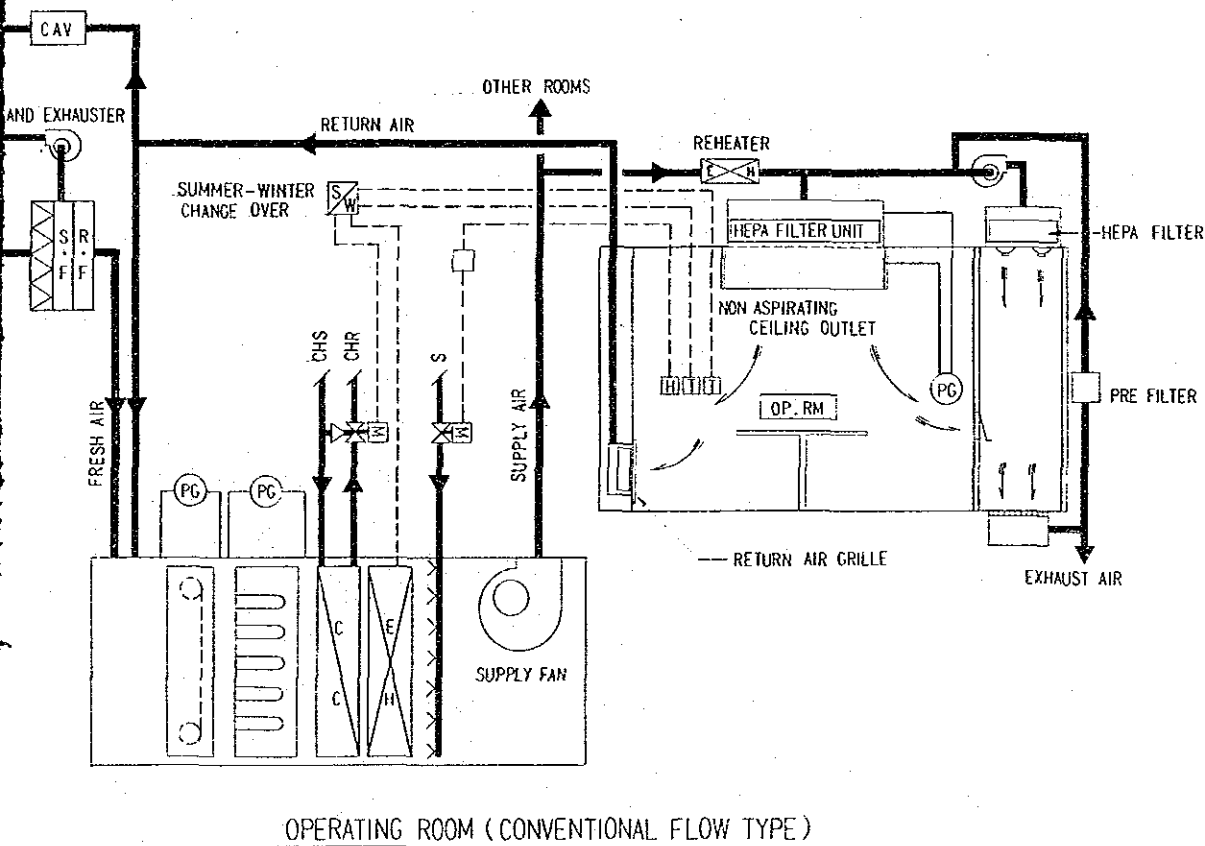 CAV
OTHER ROOMS
AND EXHAUSTER
RETURN AIR
REHEATER
E H
SUMMER-WINTER
CHANGE OVER
S/W
S.F
R.F
HEPA FILTER UNIT
HEPA FILTER
NON ASPIRATING
CEILING OUTLET
CHS
CHR
S
M
M
H T T
PG
PRE FILTER
OP. RM
FRESH AIR
SUPPLY AIR
PG
PG
RETURN AIR GRILLE
EXHAUST AIR
C
C
E
H
SUPPLY FAN
OPERATING ROOM (CONVENTIONAL FLOW TYPE)